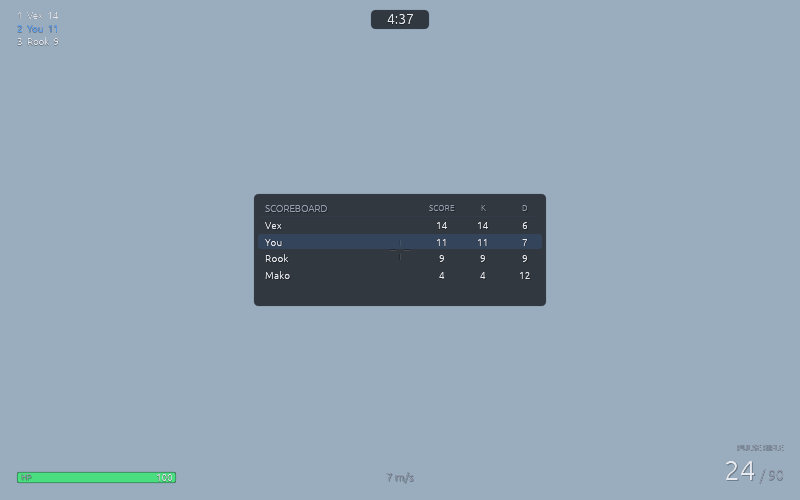 1 Vex 14
2 You 11
3 Rook 9
4:37
SCOREBOARD SCORE K D
Vex 14 14 6
You 11 11 7
Rook 9 9 9
Mako 4 4 12
HP 100
7 m/s
24 / 90